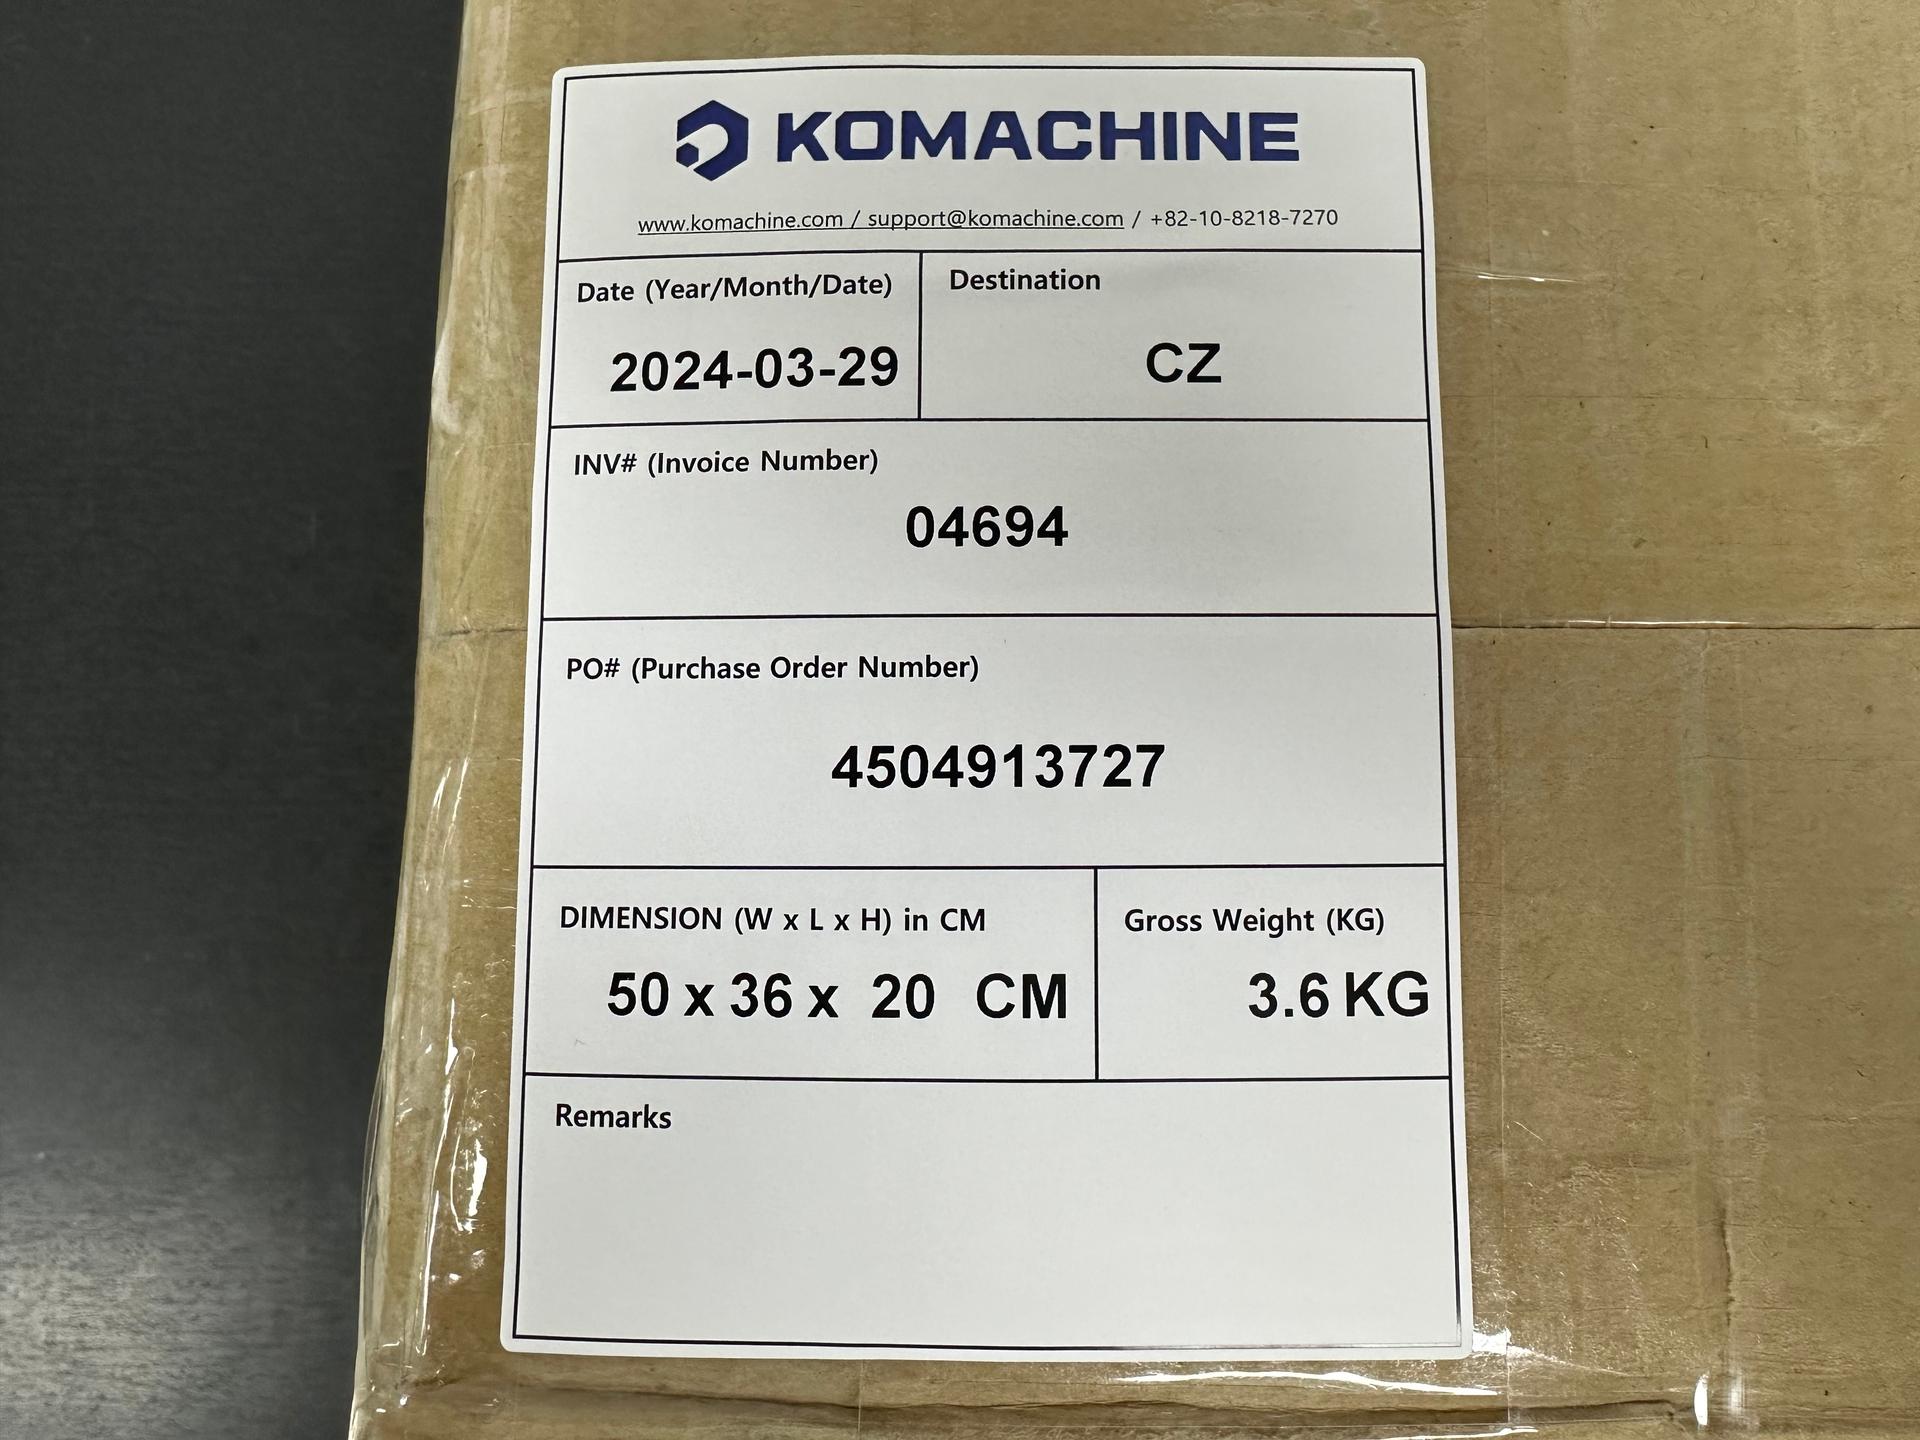 KOMACHINE
www.komachine.com / support@komachine.com / +82-10-8218-7270
Date (Year/Month/Date)
2024-03-29
Destination
CZ
INV# (Invoice Number)
04694
PO# (Purchase Order Number)
4504913727
DIMENSION (W x L x H) in CM
50 x 36 x 20 CM
Gross Weight (KG)
3.6 KG
Remarks